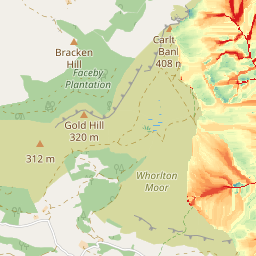 Carlt
Bank
408 m
Bracken
Hill
Faceby
Plantation
Gold Hill
320 m
312 m
Whorlton
Moor